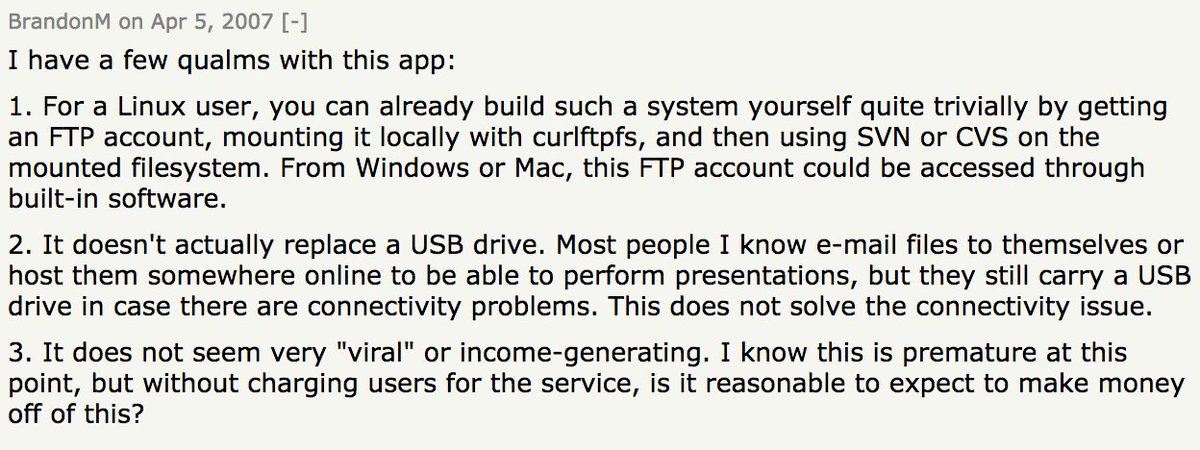 BrandonM on Apr 5, 2007 [-]
I have a few qualms with this app:
1. For a Linux user, you can already build such a system yourself quite trivially by getting
an FTP account, mounting it locally with curlftpfs, and then using SVN or CVS on the
mounted filesystem. From Windows or Mac, this FTP account could be accessed through
built-in software.
2. It doesn't actually replace a USB drive. Most people I know e-mail files to themselves or
host them somewhere online to be able to perform presentations, but they still carry a USB
drive in case there are connectivity problems. This does not solve the connectivity issue.
3. It does not seem very "viral" or income-generating. I know this is premature at this
point, but without charging users for the service, is it reasonable to expect to make money
off of this?